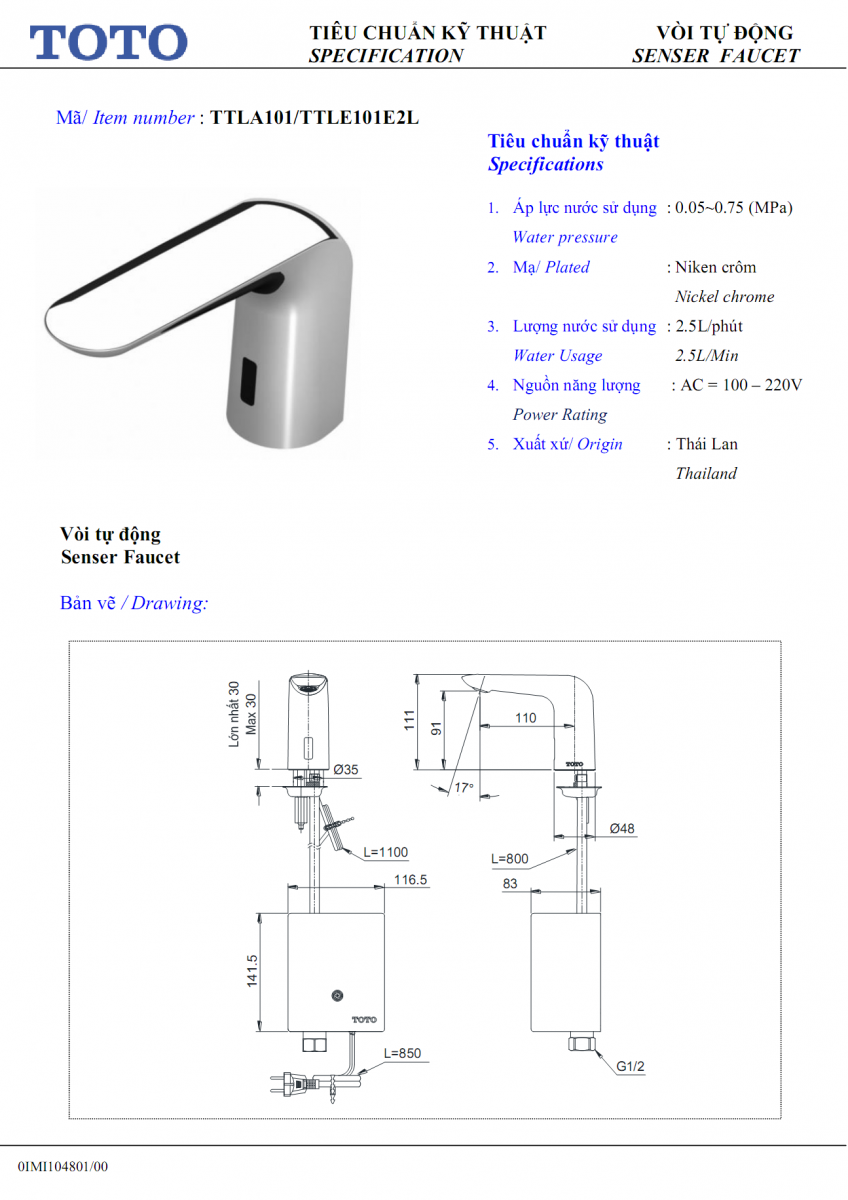 TOTO
TIÊU CHUẨN KỸ THUẬT
SPECIFICATION
VÒI TỰ ĐỘNG
SENSER FAUCET
Mã/ Item number : TTLA101/TTLE101E2L
Tiêu chuẩn kỹ thuật
Specifications
1. Áp lực nước sử dụng : 0.05~0.75 (MPa)
Water pressure
2. Mạ/ Plated : Niken crôm
Nickel chrome
3. Lượng nước sử dụng : 2.5L/phút
Water Usage 2.5L/Min
4. Nguồn năng lượng : AC = 100 – 220V
Power Rating
5. Xuất xứ/ Origin : Thái Lan
Thailand
Vòi tự động
Senser Faucet
Bản vẽ / Drawing:
Lớn nhất 30
Max 30
Ø35
L=1100
116.5
141.5
TOTO
L=850
111
91
110
TOTO
17°
Ø48
L=800
83
G1/2
0IMI104801/00